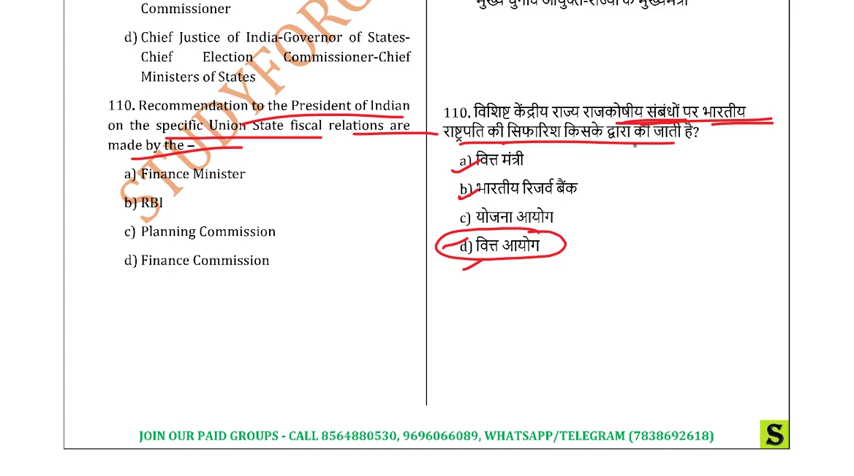 Commissioner
d) Chief Justice of India-Governor of States-
Chief Election Commissioner-Chief
Ministers of States
110. Recommendation to the President of Indian
on the specific Union State fiscal relations are
made by the –
a) Finance Minister
b) RBI
c) Planning Commission
d) Finance Commission
मुख्य चुनाव आयुक्त-राज्यों के मुख्यमंत्री
110. विशिष्ट केंद्रीय राज्य राजकोषीय संबंधों पर भारतीय
राष्ट्रपति की सिफारिश किसके द्वारा की जाती है?
a) वित्त मंत्री
b) भारतीय रिजर्व बैंक
c) योजना आयोग
d) वित्त आयोग
STUDYFOR
JOIN OUR PAID GROUPS - CALL 8564880530, 9696066089, WHATSAPP/TELEGRAM (7838692618)
S